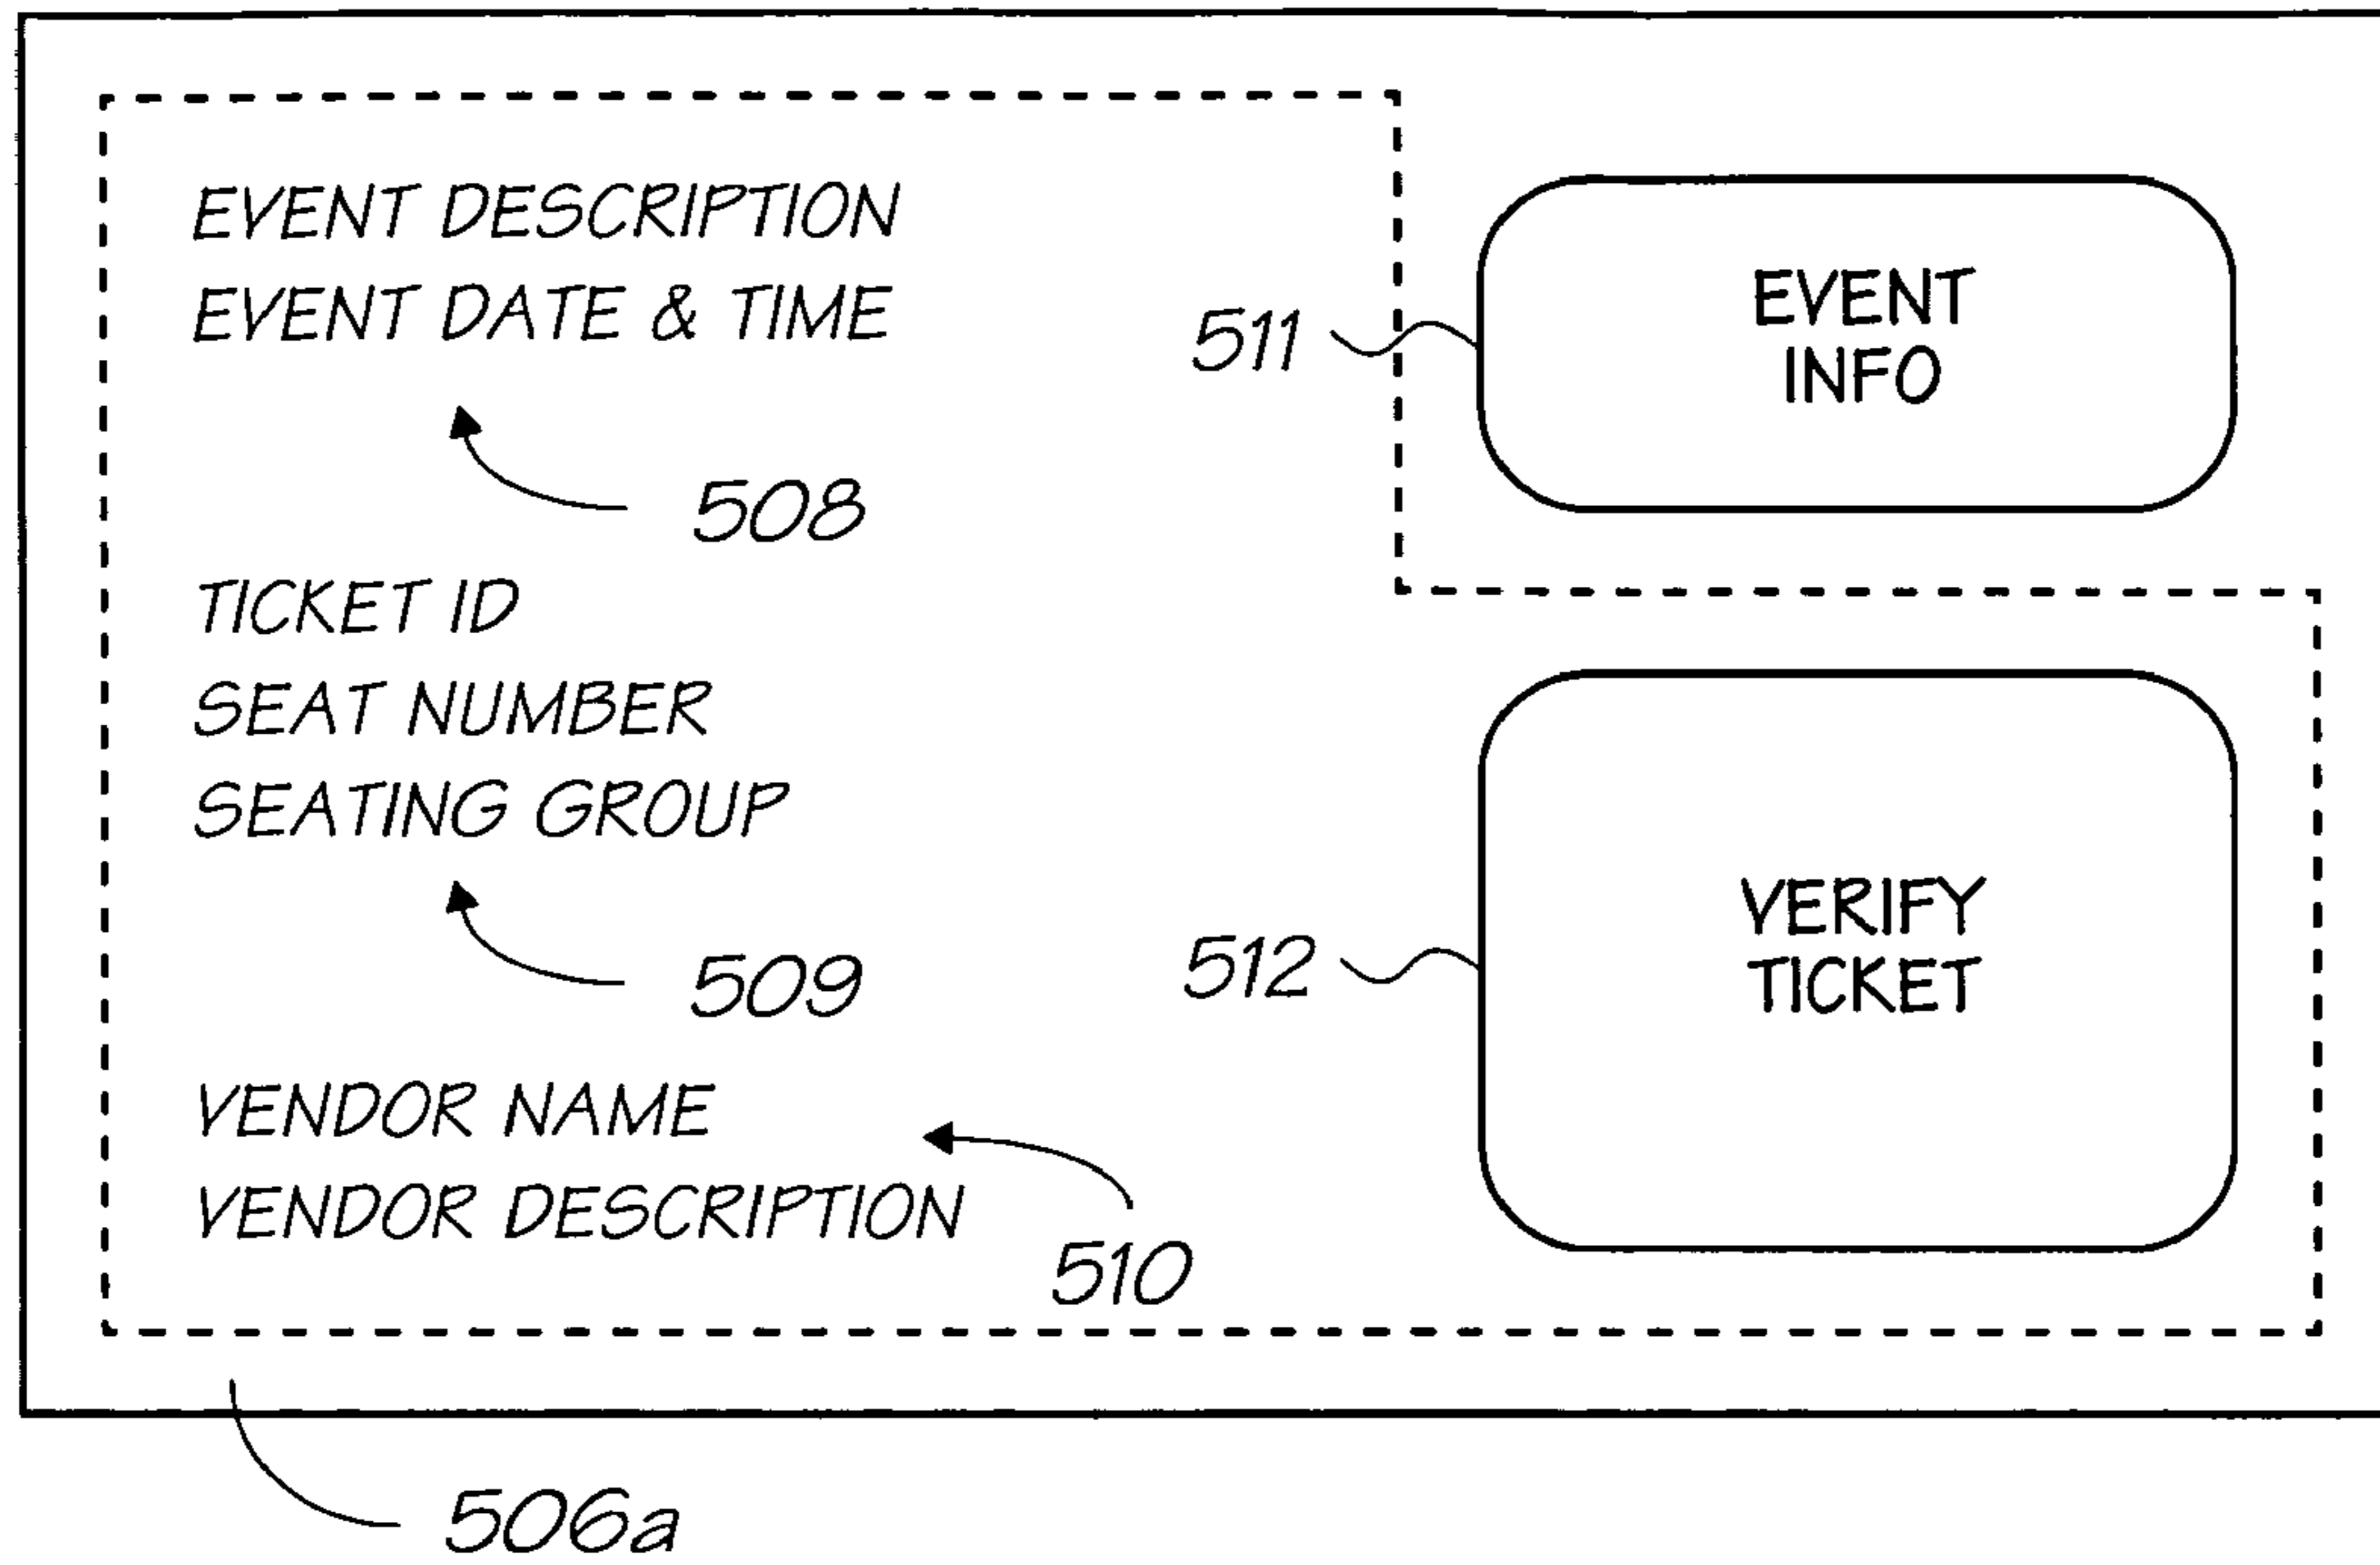 EVENT DESCRIPTION
EVENT DATE & TIME
508
TICKET ID
SEAT NUMBER
SEATING GROUP
509
VENDOR NAME
VENDOR DESCRIPTION
510
511
EVENT
INFO
512
VERIFY
TICKET
506a